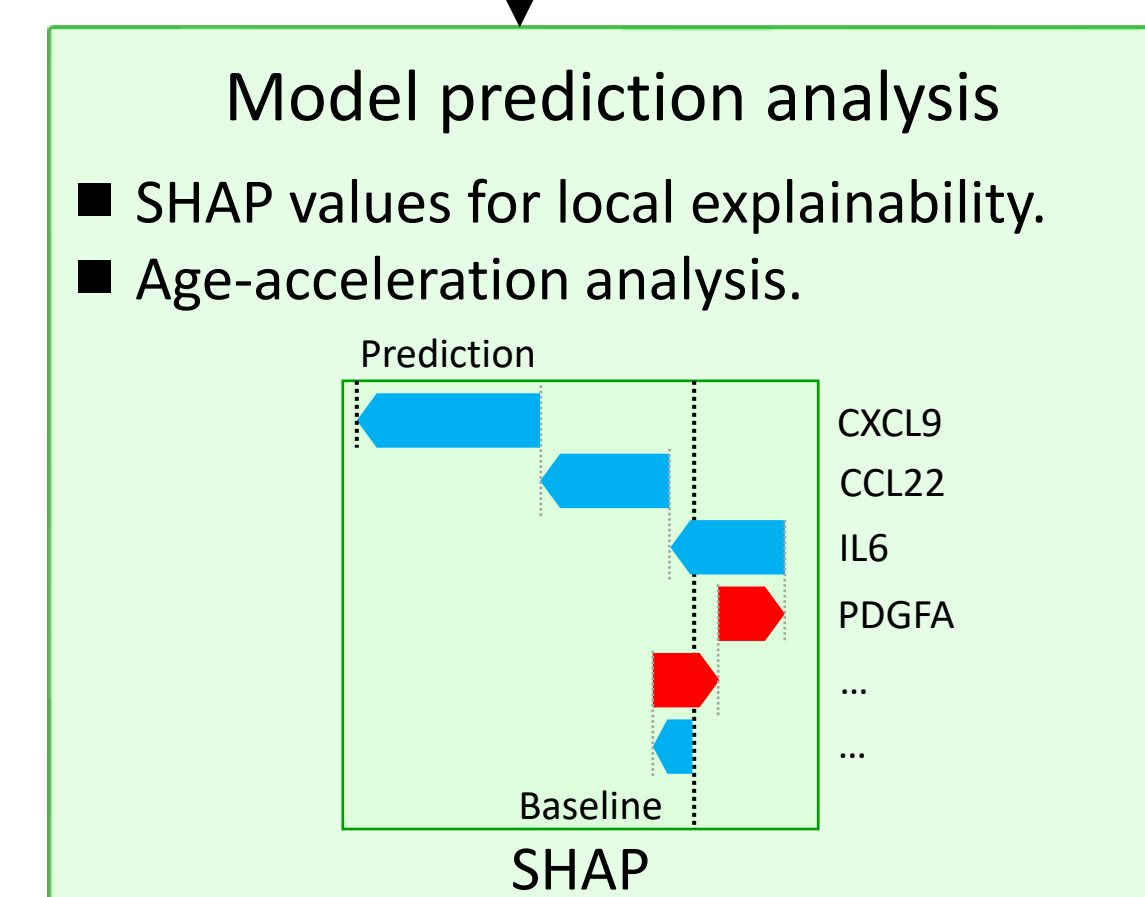 Model prediction analysis
■ SHAP values for local explainability.
■ Age-acceleration analysis.
Prediction
CXCL9
CCL22
IL6
PDGFA
...
...
Baseline
SHAP